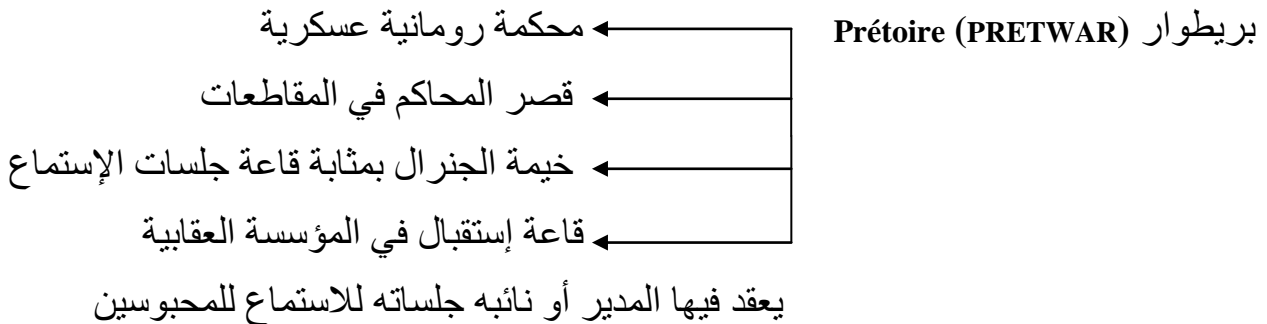 بريطوار Prétoire (PRETWAR) محكمة رومانية عسكرية
قصر المحاكم في المقاطعات
خيمة الجنرال بمثابة قاعة جلسات الإستماع
قاعة إستقبال في المؤسسة العقابية
يعقد فيها المدير أو نائبه جلساته للاستماع للمحبوسين